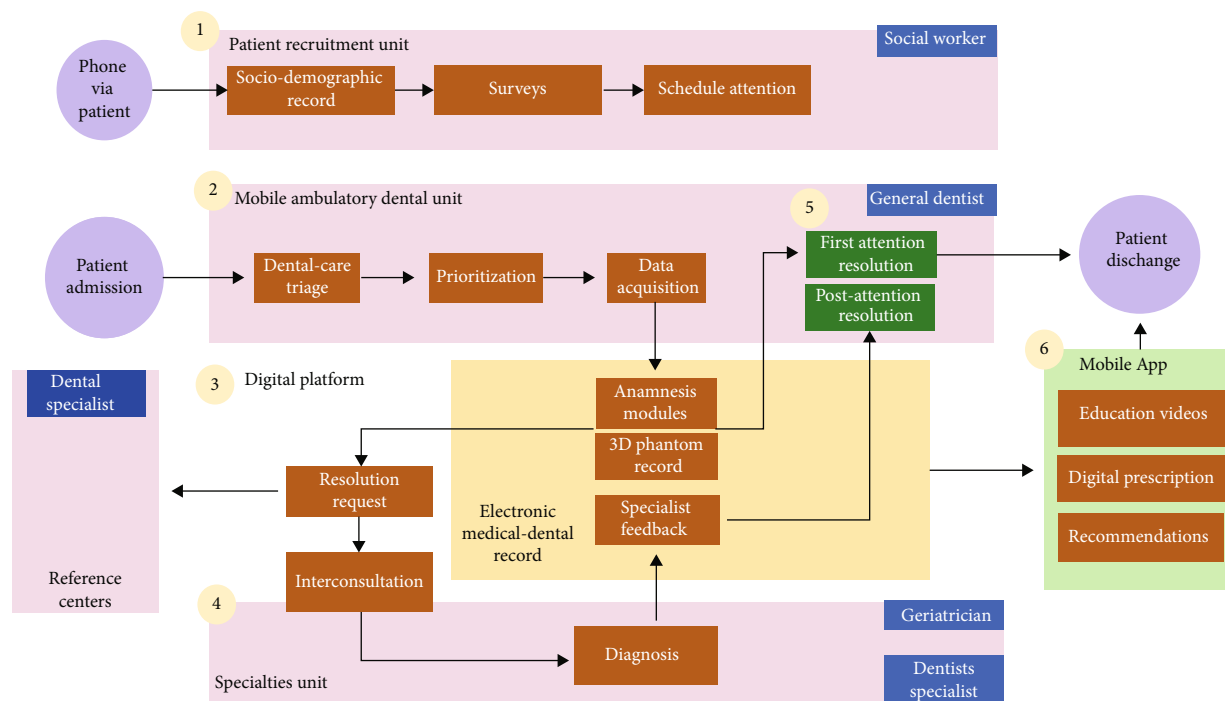 1
Patient recruitment unit
Social worker
Phone
via
patient
Socio-demographic
record
Surveys
Schedule attention
2
Mobile ambulatory dental unit
General dentist
5
Patient
admission
Dental-care
triage
Prioritization
Data
acquisition
First attention
resolution
Post-attention
resolution
Patient
discharge
Dental
specialist
Reference
centers
3
Digital platform
Anamnesis
modules
3D phantom
record
Resolution
request
Electronic
medical-dental
record
Specialist
feedback
Interconsultation
6
Mobile App
Education videos
Digital prescription
Recommendations
4
Specialties unit
Diagnosis
Geriatrician
Dentists
specialist